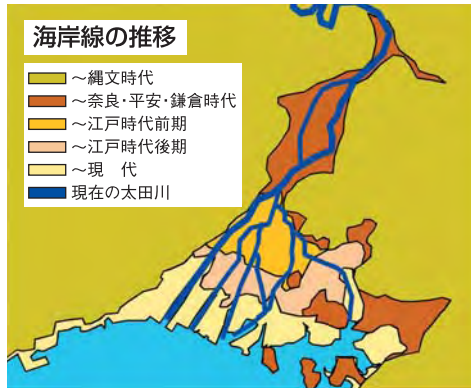 海岸線の推移
～縄文時代
～奈良・平安・鎌倉時代
～江戸時代前期
～江戸時代後期
～現　代
現在の太田川